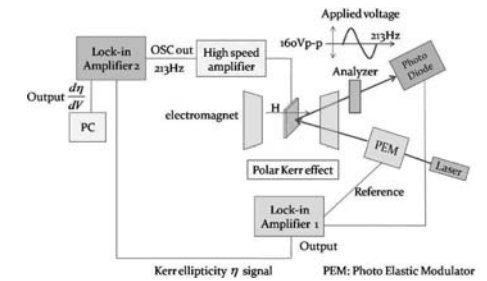 Applied voltage
160Vp-p
213Hz
Lock-in
Amplifier 2
OSC out
213Hz
High speed
amplifier
Analyzer
Photo
Diode
Output dη/dV
PC
electromagnet
H
PEM
Laser
Polar Kerr effect
Reference
Lock-in
Amplifier 1
Output
Kerr ellipticity η signal
PEM: Photo Elastic Modulator